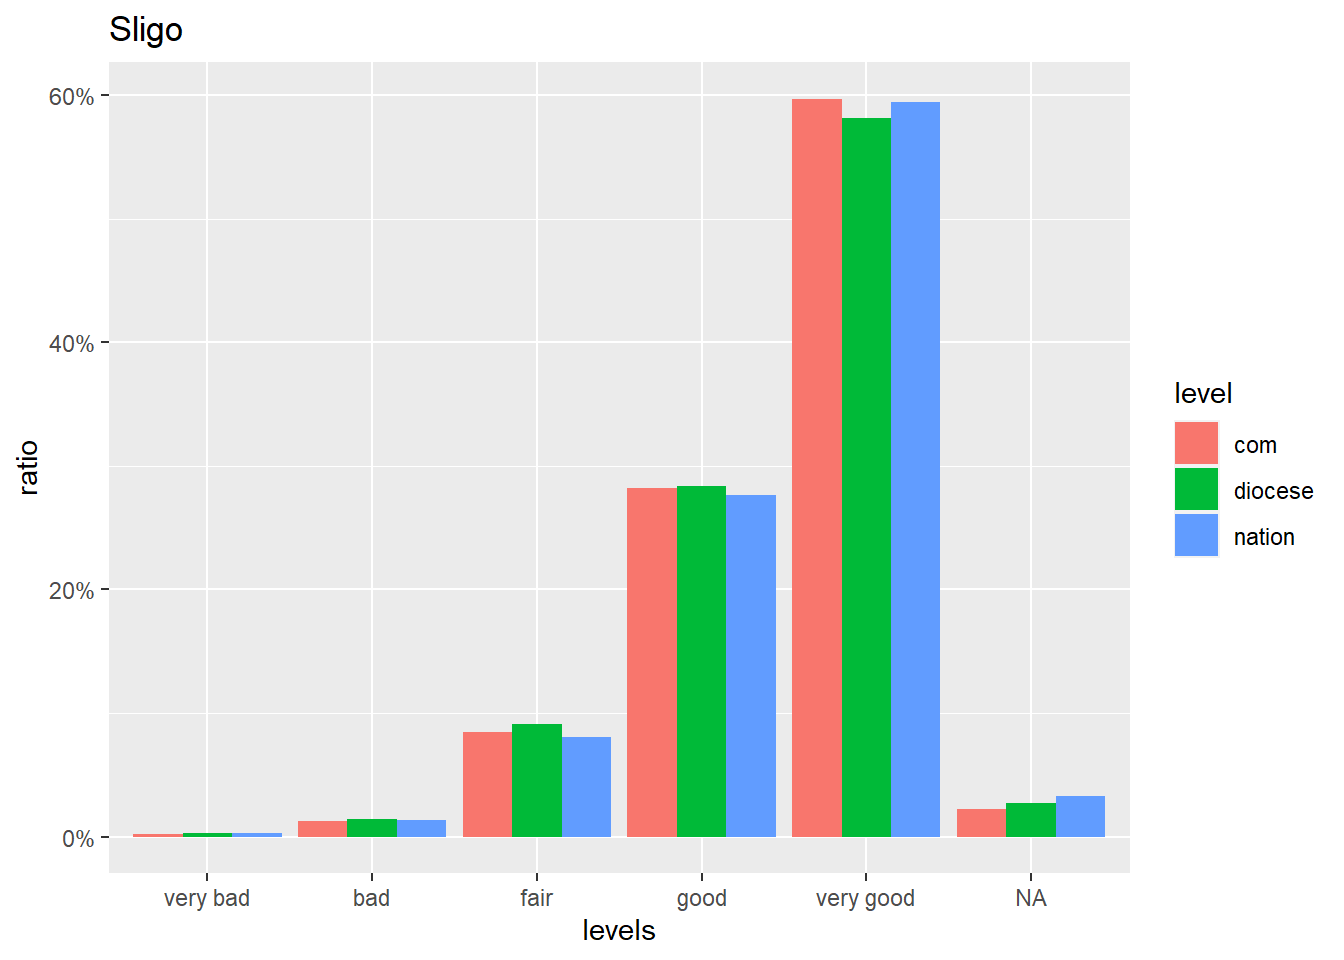 Sligo
60%
40%
20%
0%
ratio
very bad bad fair good very good NA
levels
level
com
diocese
nation